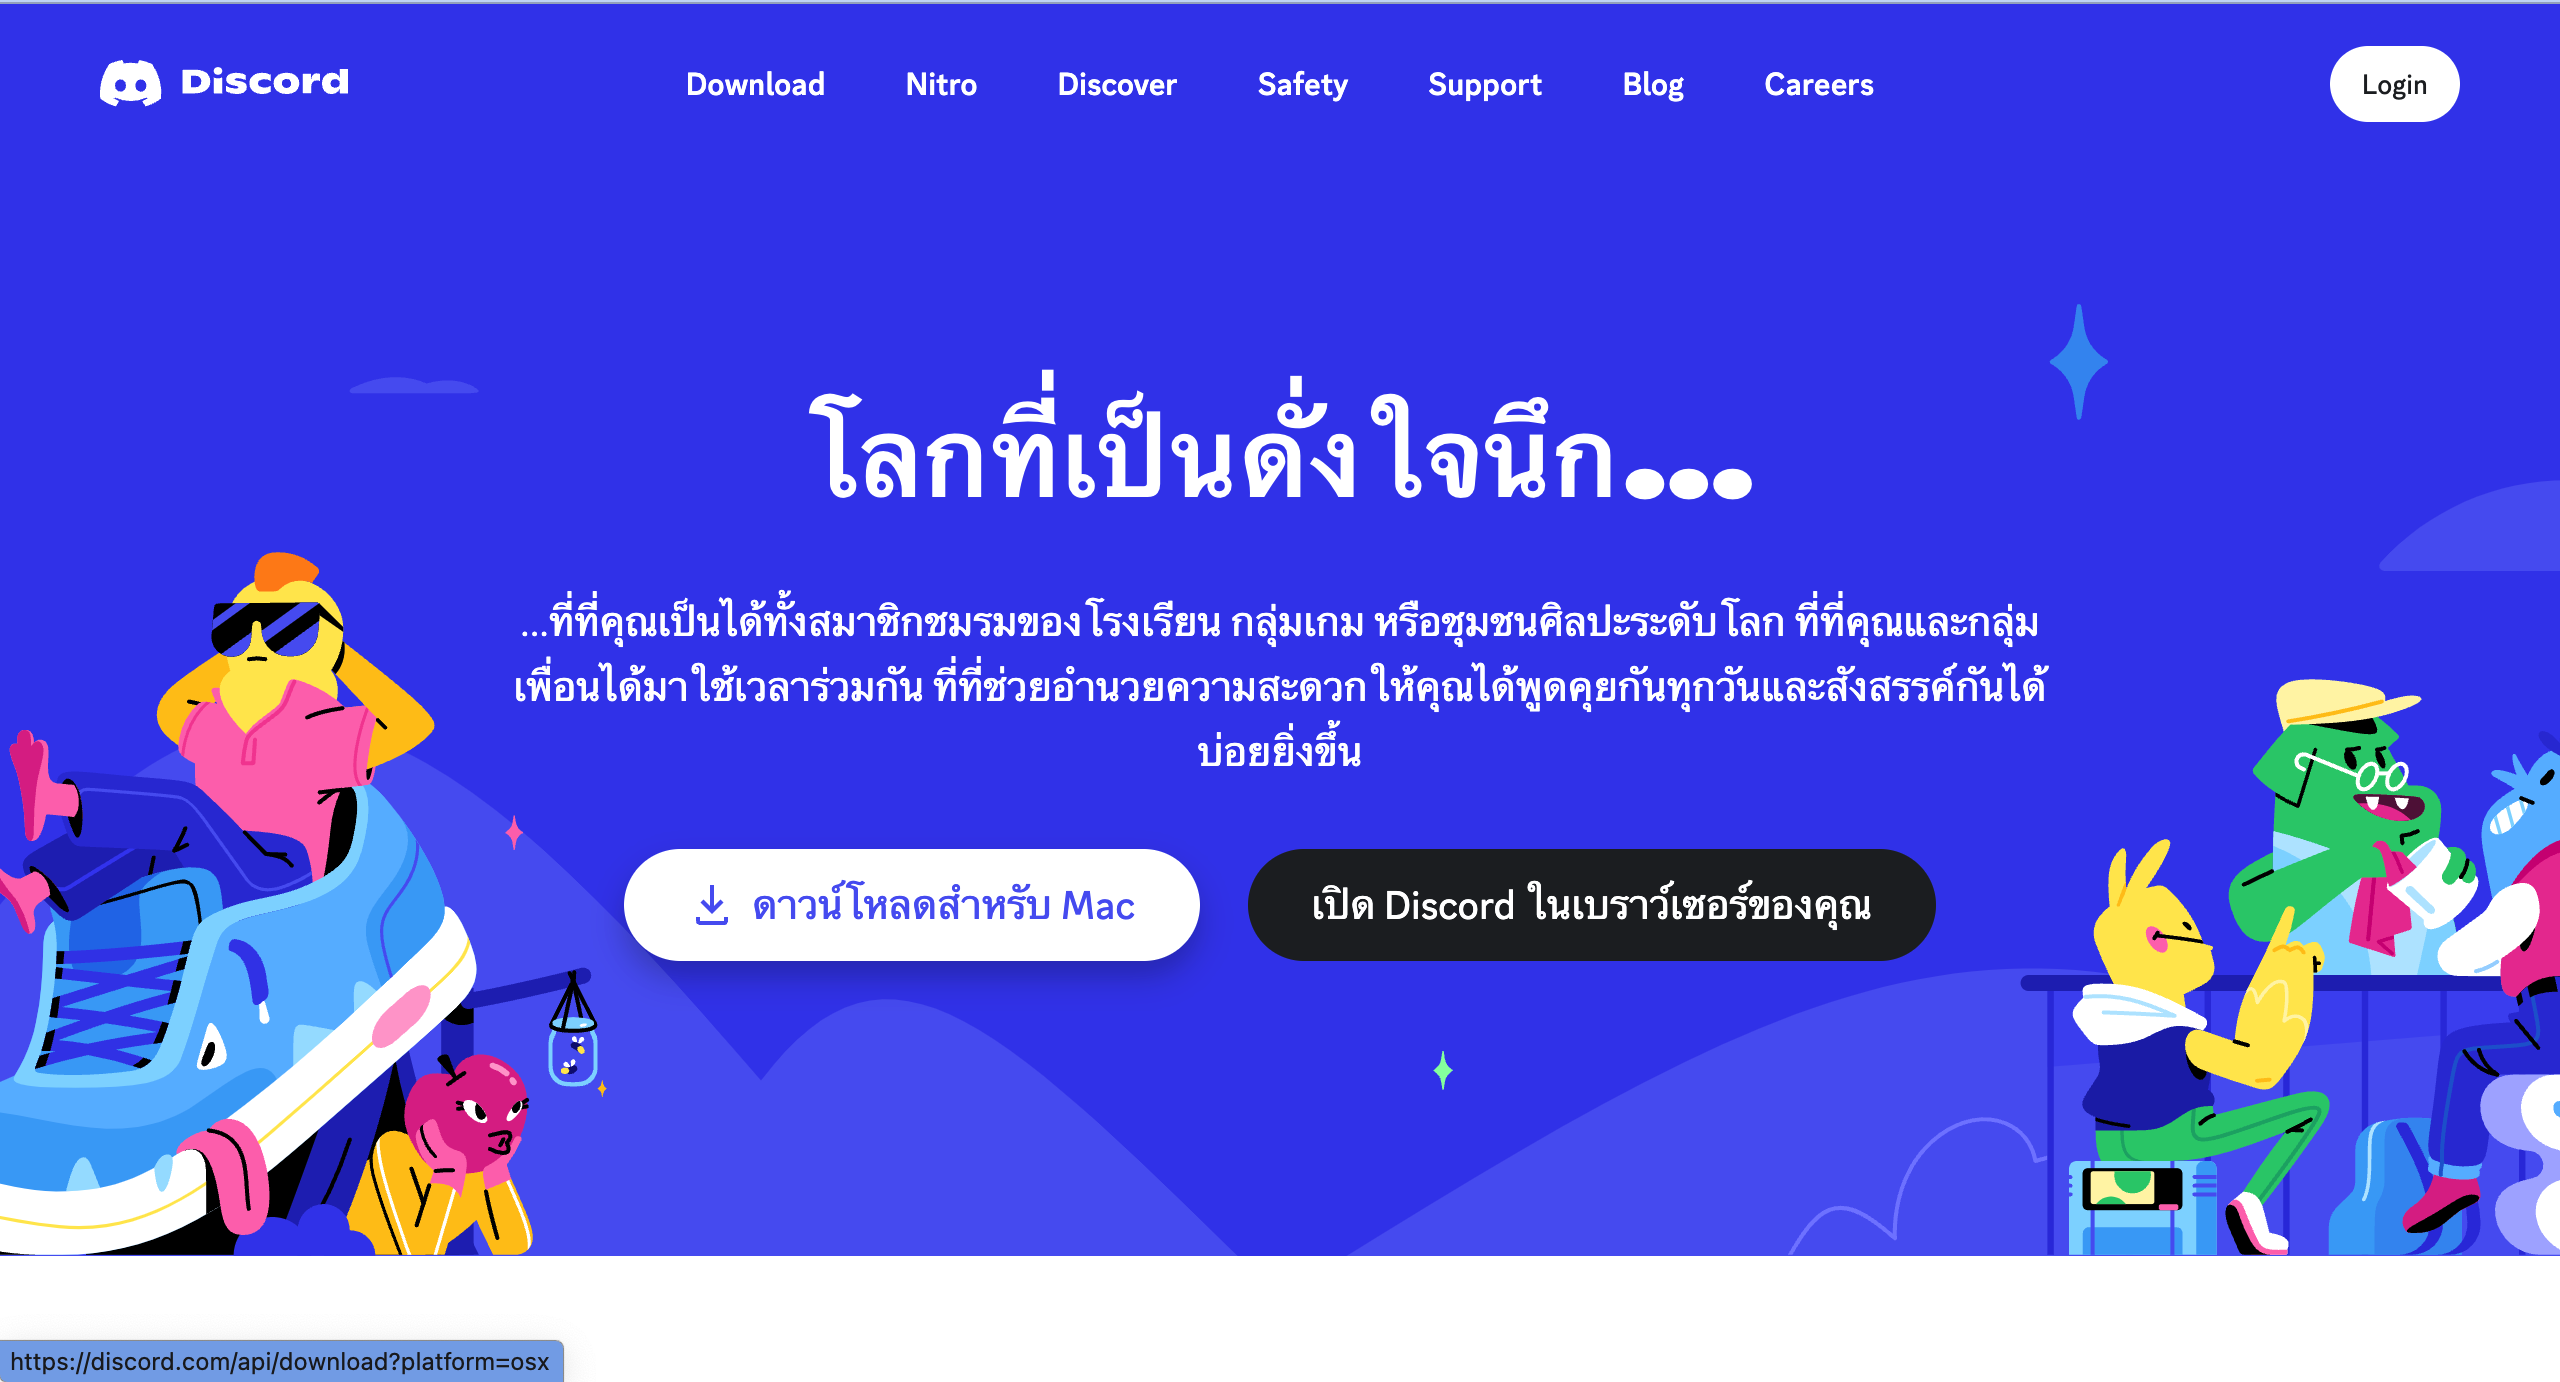 Discord
Download Nitro Discover Safety Support Blog Careers
Login
โลกที่เป็นดั่งใจนึก...
...ที่ที่คุณเป็นได้ทั้งสมาชิกชมรมของโรงเรียน กลุ่มเกม หรือชุมชนศิลปะระดับโลก ที่ที่คุณและกลุ่ม
เพื่อนได้มาใช้เวลาร่วมกัน ที่ที่ช่วยอำนวยความสะดวกให้คุณได้พูดคุยกันทุกวันและสังสรรค์กันได้
บ่อยยิ่งขึ้น
ดาวน์โหลดสำหรับ Mac
เปิด Discord ในเบราว์เซอร์ของคุณ
https://discord.com/api/download?platform=osx